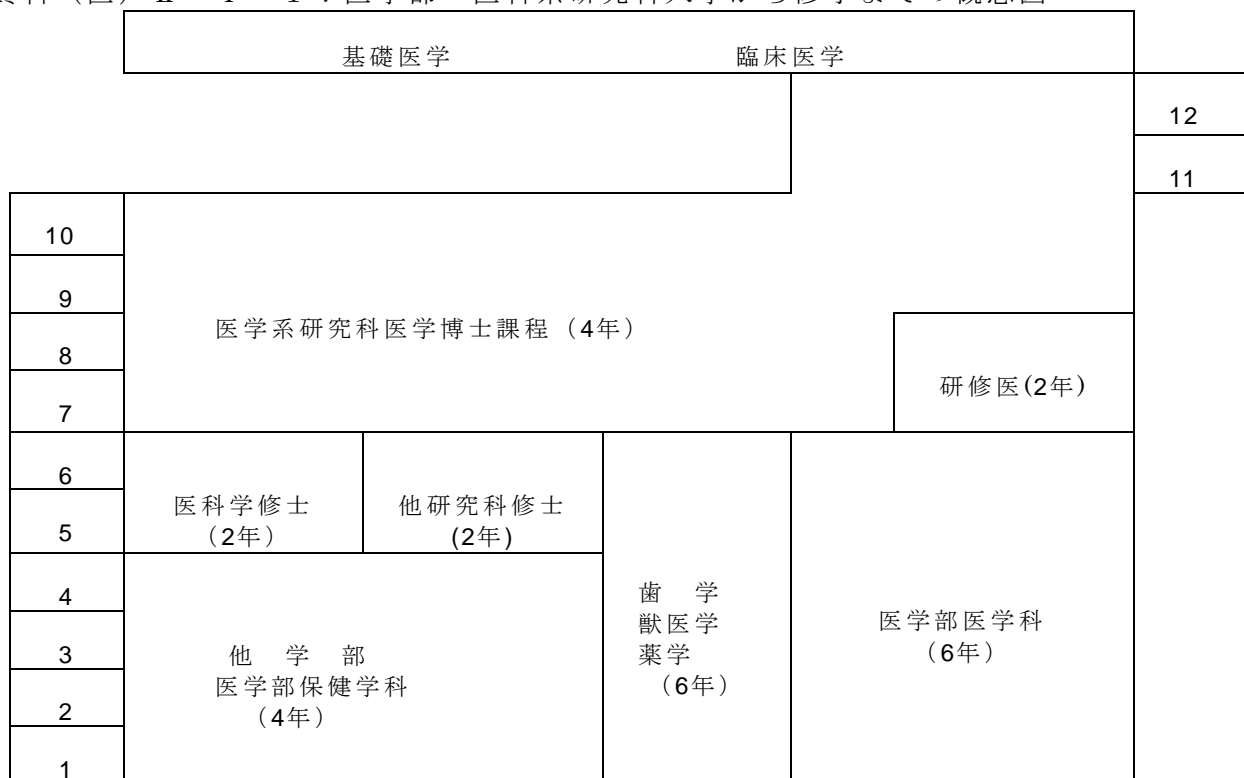 基礎医学 臨床医学
12
11
10
9
医学系研究科医学博士課程（4年）
8
研修医(2年)
7
6
医科学修士 他研究科修士
5
（2年） (2年)
4
歯 学
獣医学
医学部医学科
3
他 学 部
薬学
（6年）
医学部保健学科
（6年）
2
（4年）
1